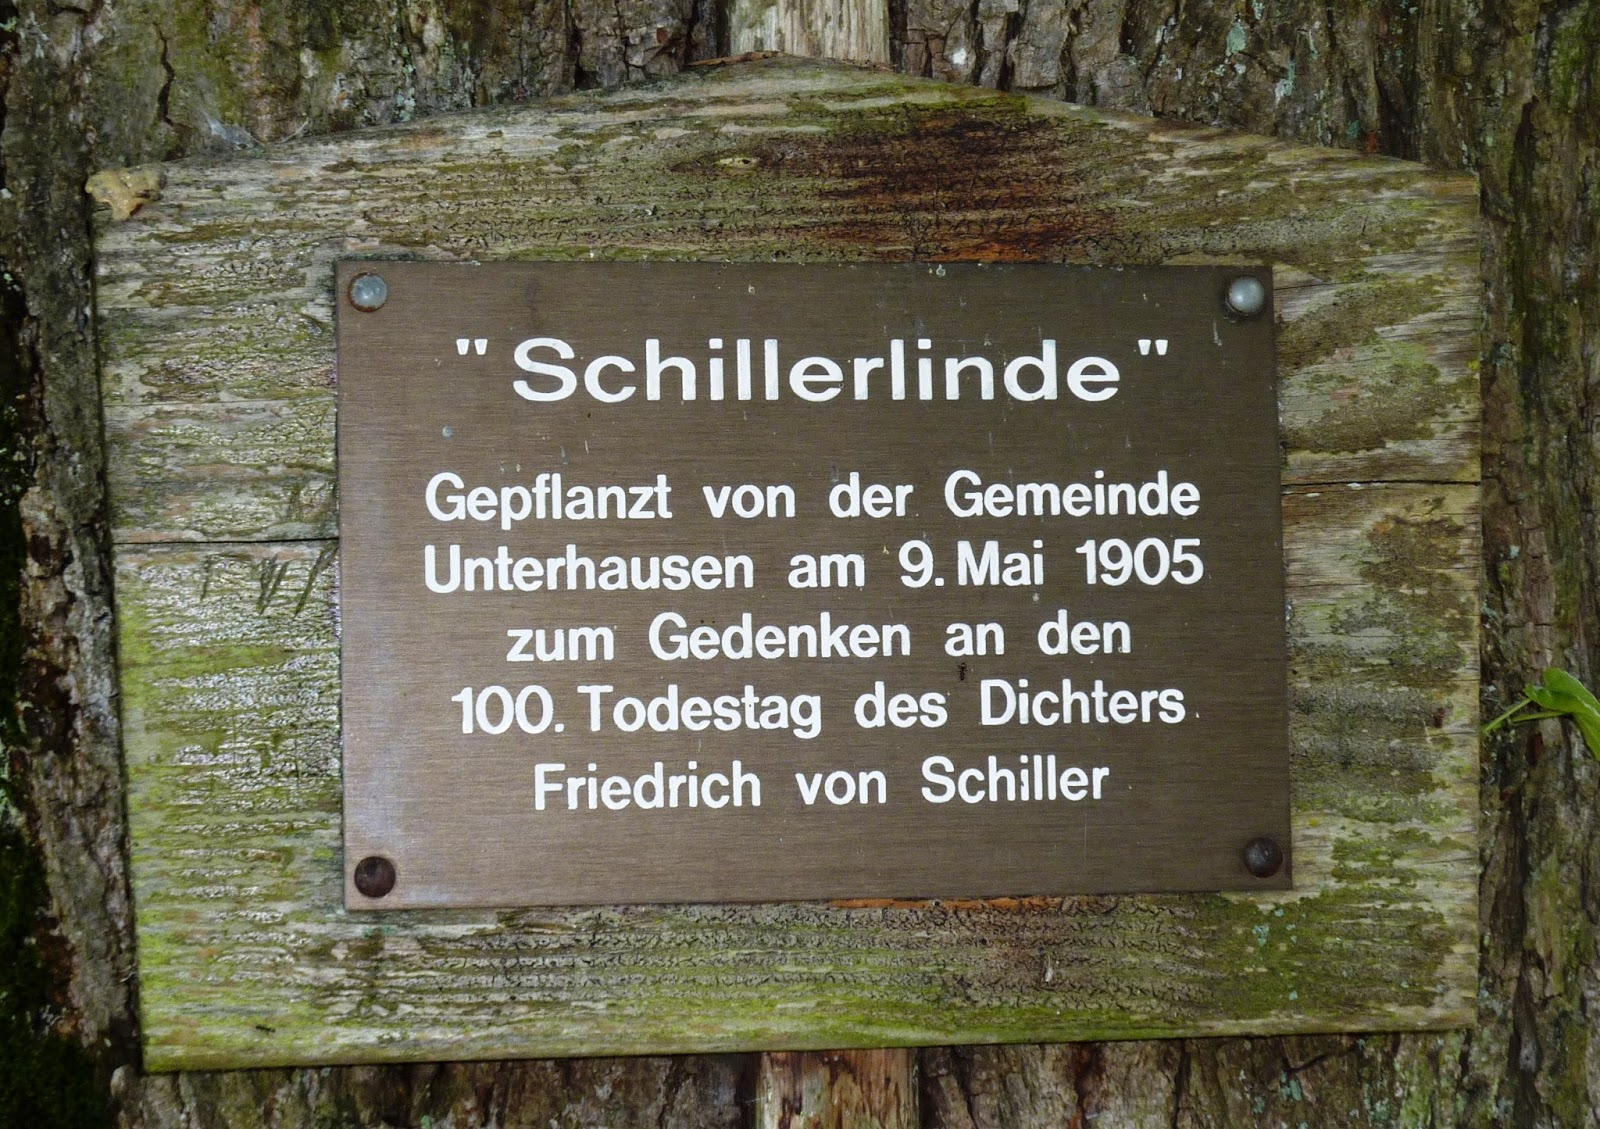 "Schillerlinde"
Gepflanzt von der Gemeinde
Unterhausen am 9. Mai 1905
zum Gedenken an den
100. Todestag des Dichters
Friedrich von Schiller